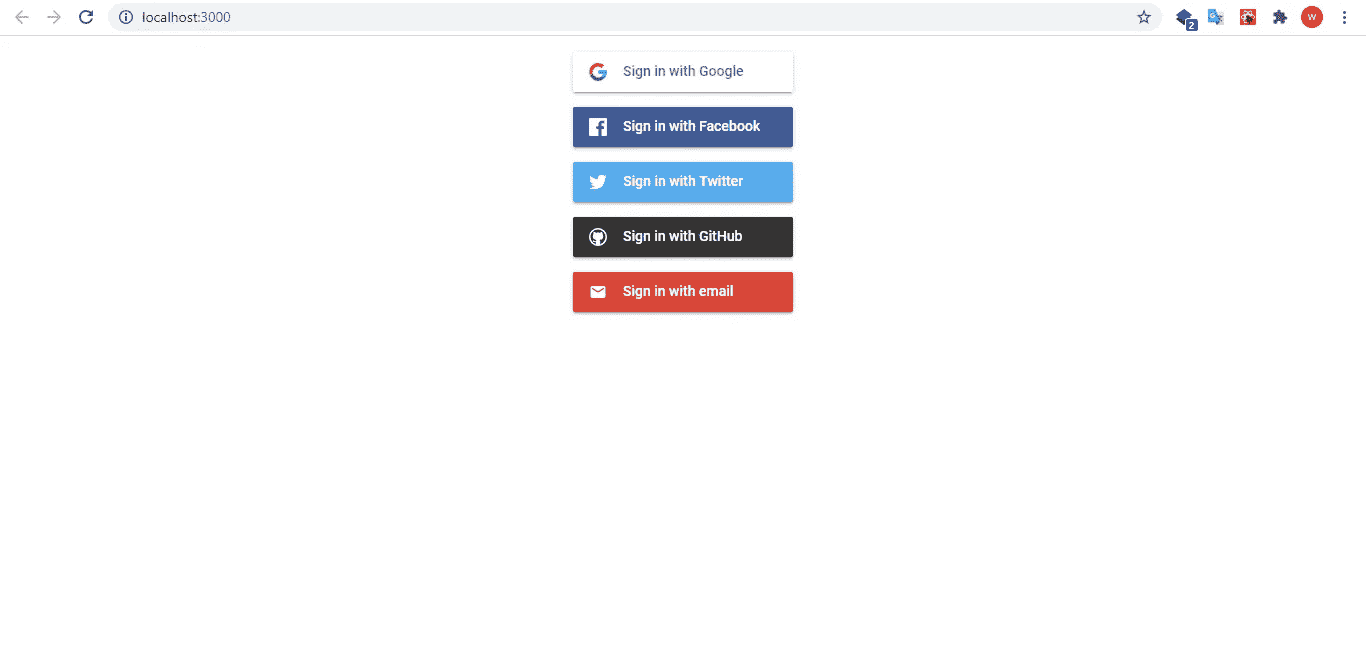 localhost:3000
2
W
Sign in with Google
Sign in with Facebook
Sign in with Twitter
Sign in with GitHub
Sign in with email